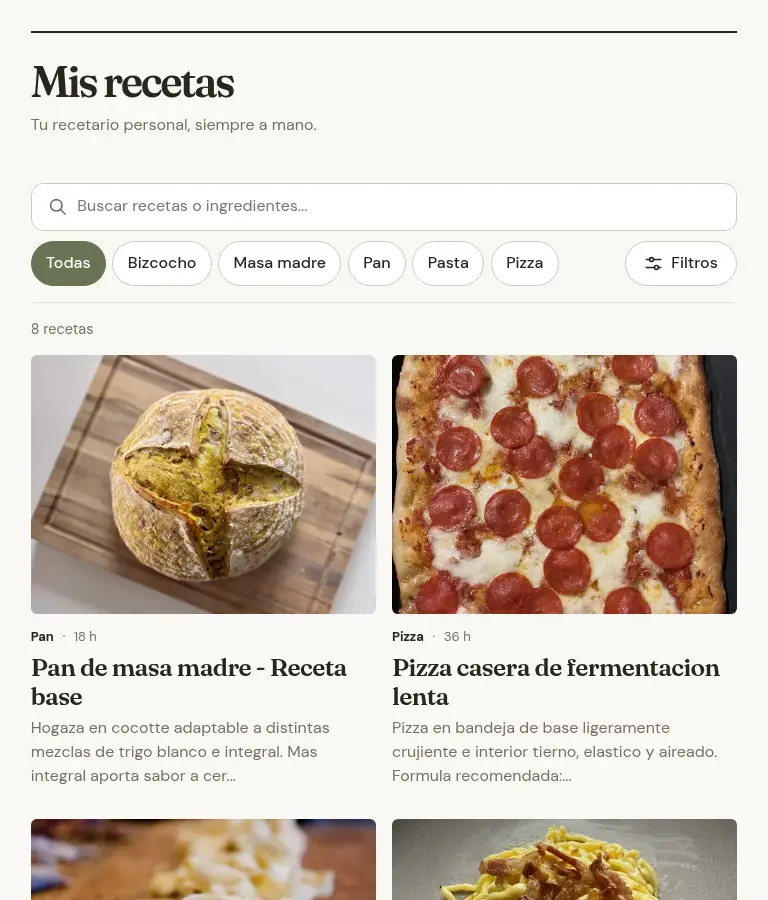 Mis recetas
Tu recetario personal, siempre a mano.
Buscar recetas o ingredientes...
Todas
Bizcocho
Masa madre
Pan
Pasta
Pizza
Filtros
8 recetas
Pan · 18 h
Pan de masa madre - Receta
base
Hogaza en cocotte adaptable a distintas
mezclas de trigo blanco e integral. Mas
integral aporta sabor a cer...
Pizza · 36 h
Pizza casera de fermentacion
lenta
Pizza en bandeja de base ligeramente
crujiente e interior tierno, elastico y aireado.
Formula recomendada:...